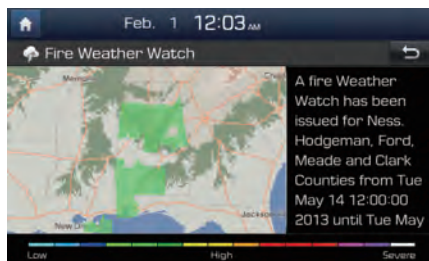 Feb. 1 12:03 AM
Fire Weather Watch
A fire Weather
Watch has been
issued for Ness.
Hodgeman, Ford,
Meade and Clark
Counties from Tue
May 14 12:00:00
2013 until Tue May
Jackson
Low High Severe